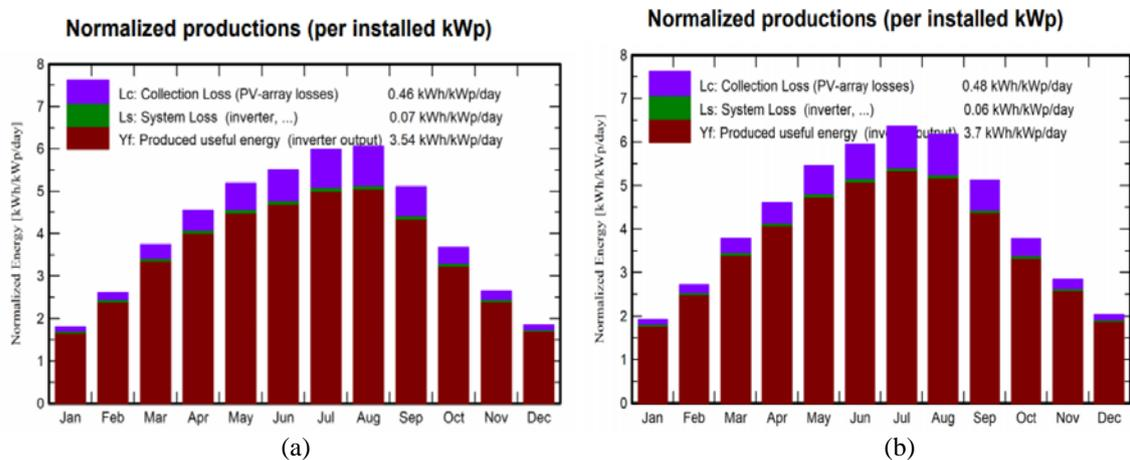 Normalized productions (per installed kWp)
Lc: Collection Loss (PV-array losses) 0.46 kWh/kWp/day
Ls: System Loss (inverter, ...) 0.07 kWh/kWp/day
Yf: Produced useful energy (inverter output) 3.54 kWh/kWp/day
Normalized Energy [kWh/kWp/day]
8
7
6
5
4
3
2
1
0
Jan Feb Mar Apr May Jun Jul Aug Sep Oct Nov Dec
(a)
Normalized productions (per installed kWp)
Lc: Collection Loss (PV-array losses) 0.48 kWh/kWp/day
Ls: System Loss (inverter, ...) 0.06 kWh/kWp/day
Yf: Produced useful energy (inverter output) 3.7 kWh/kWp/day
Normalized Energy [kWh/kWp/day]
8
7
6
5
4
3
2
1
0
Jan Feb Mar Apr May Jun Jul Aug Sep Oct Nov Dec
(b)